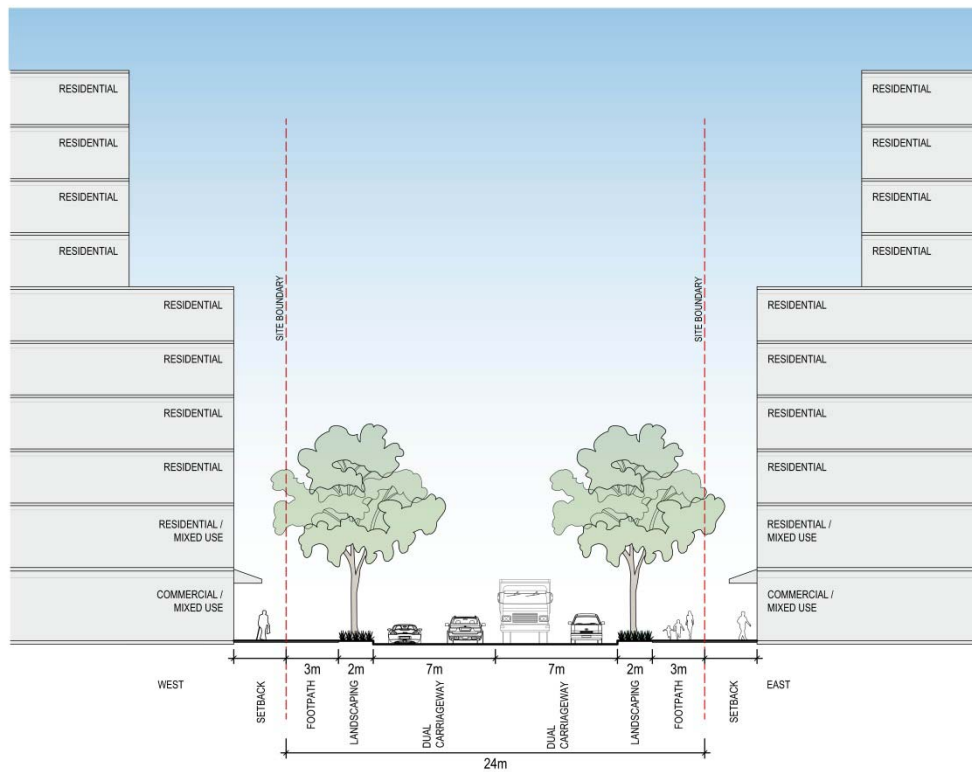 RESIDENTIAL
RESIDENTIAL
RESIDENTIAL
RESIDENTIAL
RESIDENTIAL
RESIDENTIAL
RESIDENTIAL
RESIDENTIAL
RESIDENTIAL /
MIXED USE
COMMERCIAL /
MIXED USE
SITE BOUNDARY
SITE BOUNDARY
RESIDENTIAL
RESIDENTIAL
RESIDENTIAL
RESIDENTIAL
RESIDENTIAL
RESIDENTIAL
RESIDENTIAL
RESIDENTIAL
RESIDENTIAL /
MIXED USE
COMMERCIAL /
MIXED USE
3m
2m
7m
7m
2m
3m
WEST
SETBACK
FOOTPATH
LANDSCAPING
DUAL
CARRIAGEWAY
DUAL
CARRIAGEWAY
LANDSCAPING
FOOTPATH
SETBACK
EAST
24m